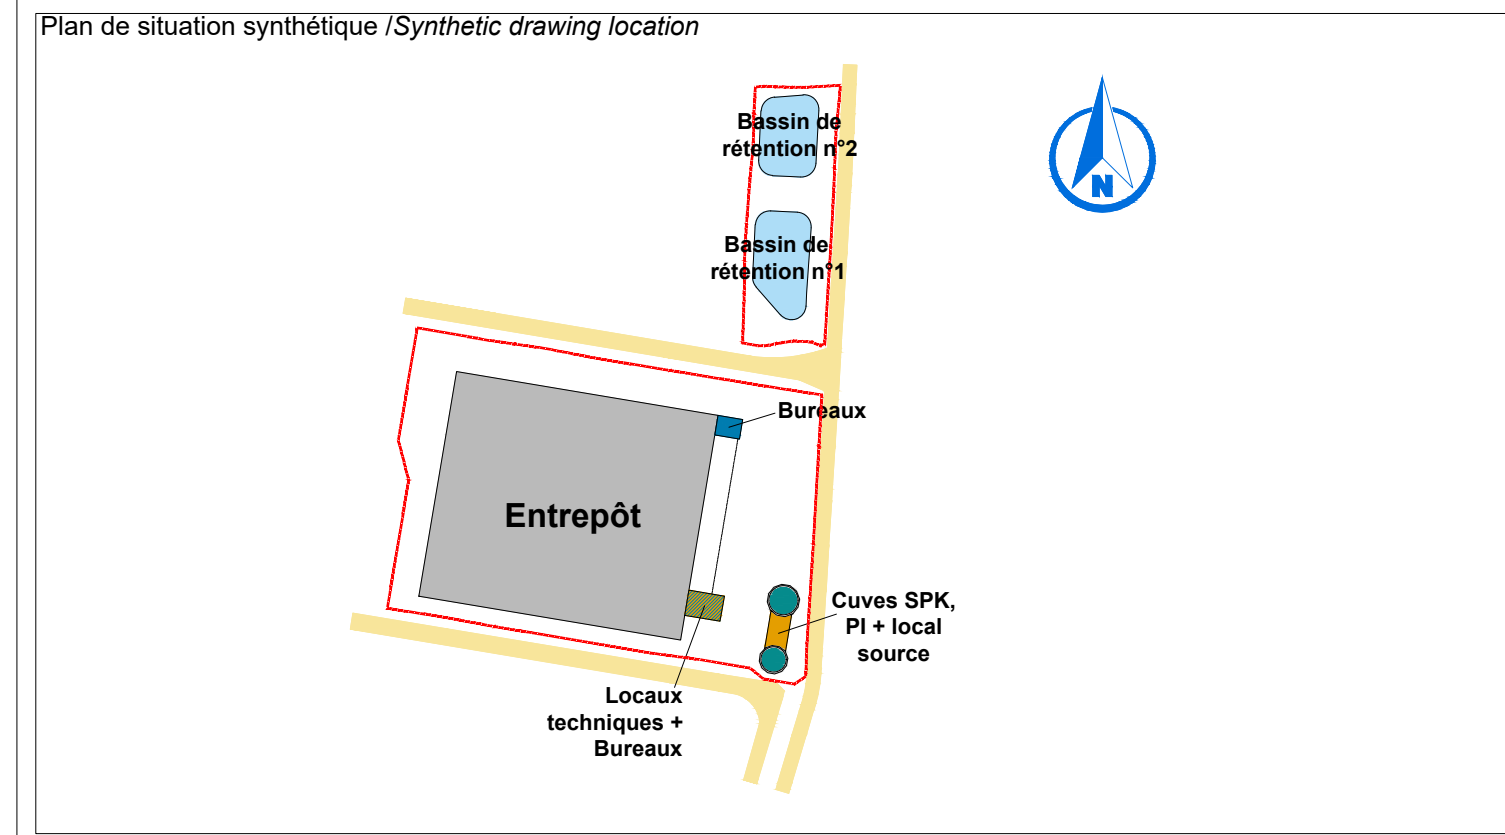 Plan de situation synthétique /Synthetic drawing location
Bassin de
rétention n°2
N
Bassin de
rétention n°1
Bureaux
Entrepôt
Cuves SPK,
PI + local
source
Locaux
techniques +
Bureaux